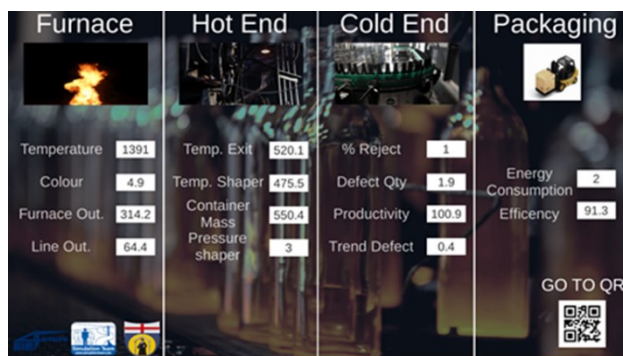 Furnace
Temperature 1391
Colour 4.9
Furnace Out. 314.2
Line Out. 64.4
Hot End
Temp. Exit 520.1
Temp. Shaper 475.5
Container
Mass 550.4
Pressure
shaper 3
Cold End
% Reject 1
Defect Qty 1.9
Productivity 100.9
Trend Defect 0.4
Packaging
Energy
Consumption 2
Efficency 91.3
GO TO QR
Simulation Team